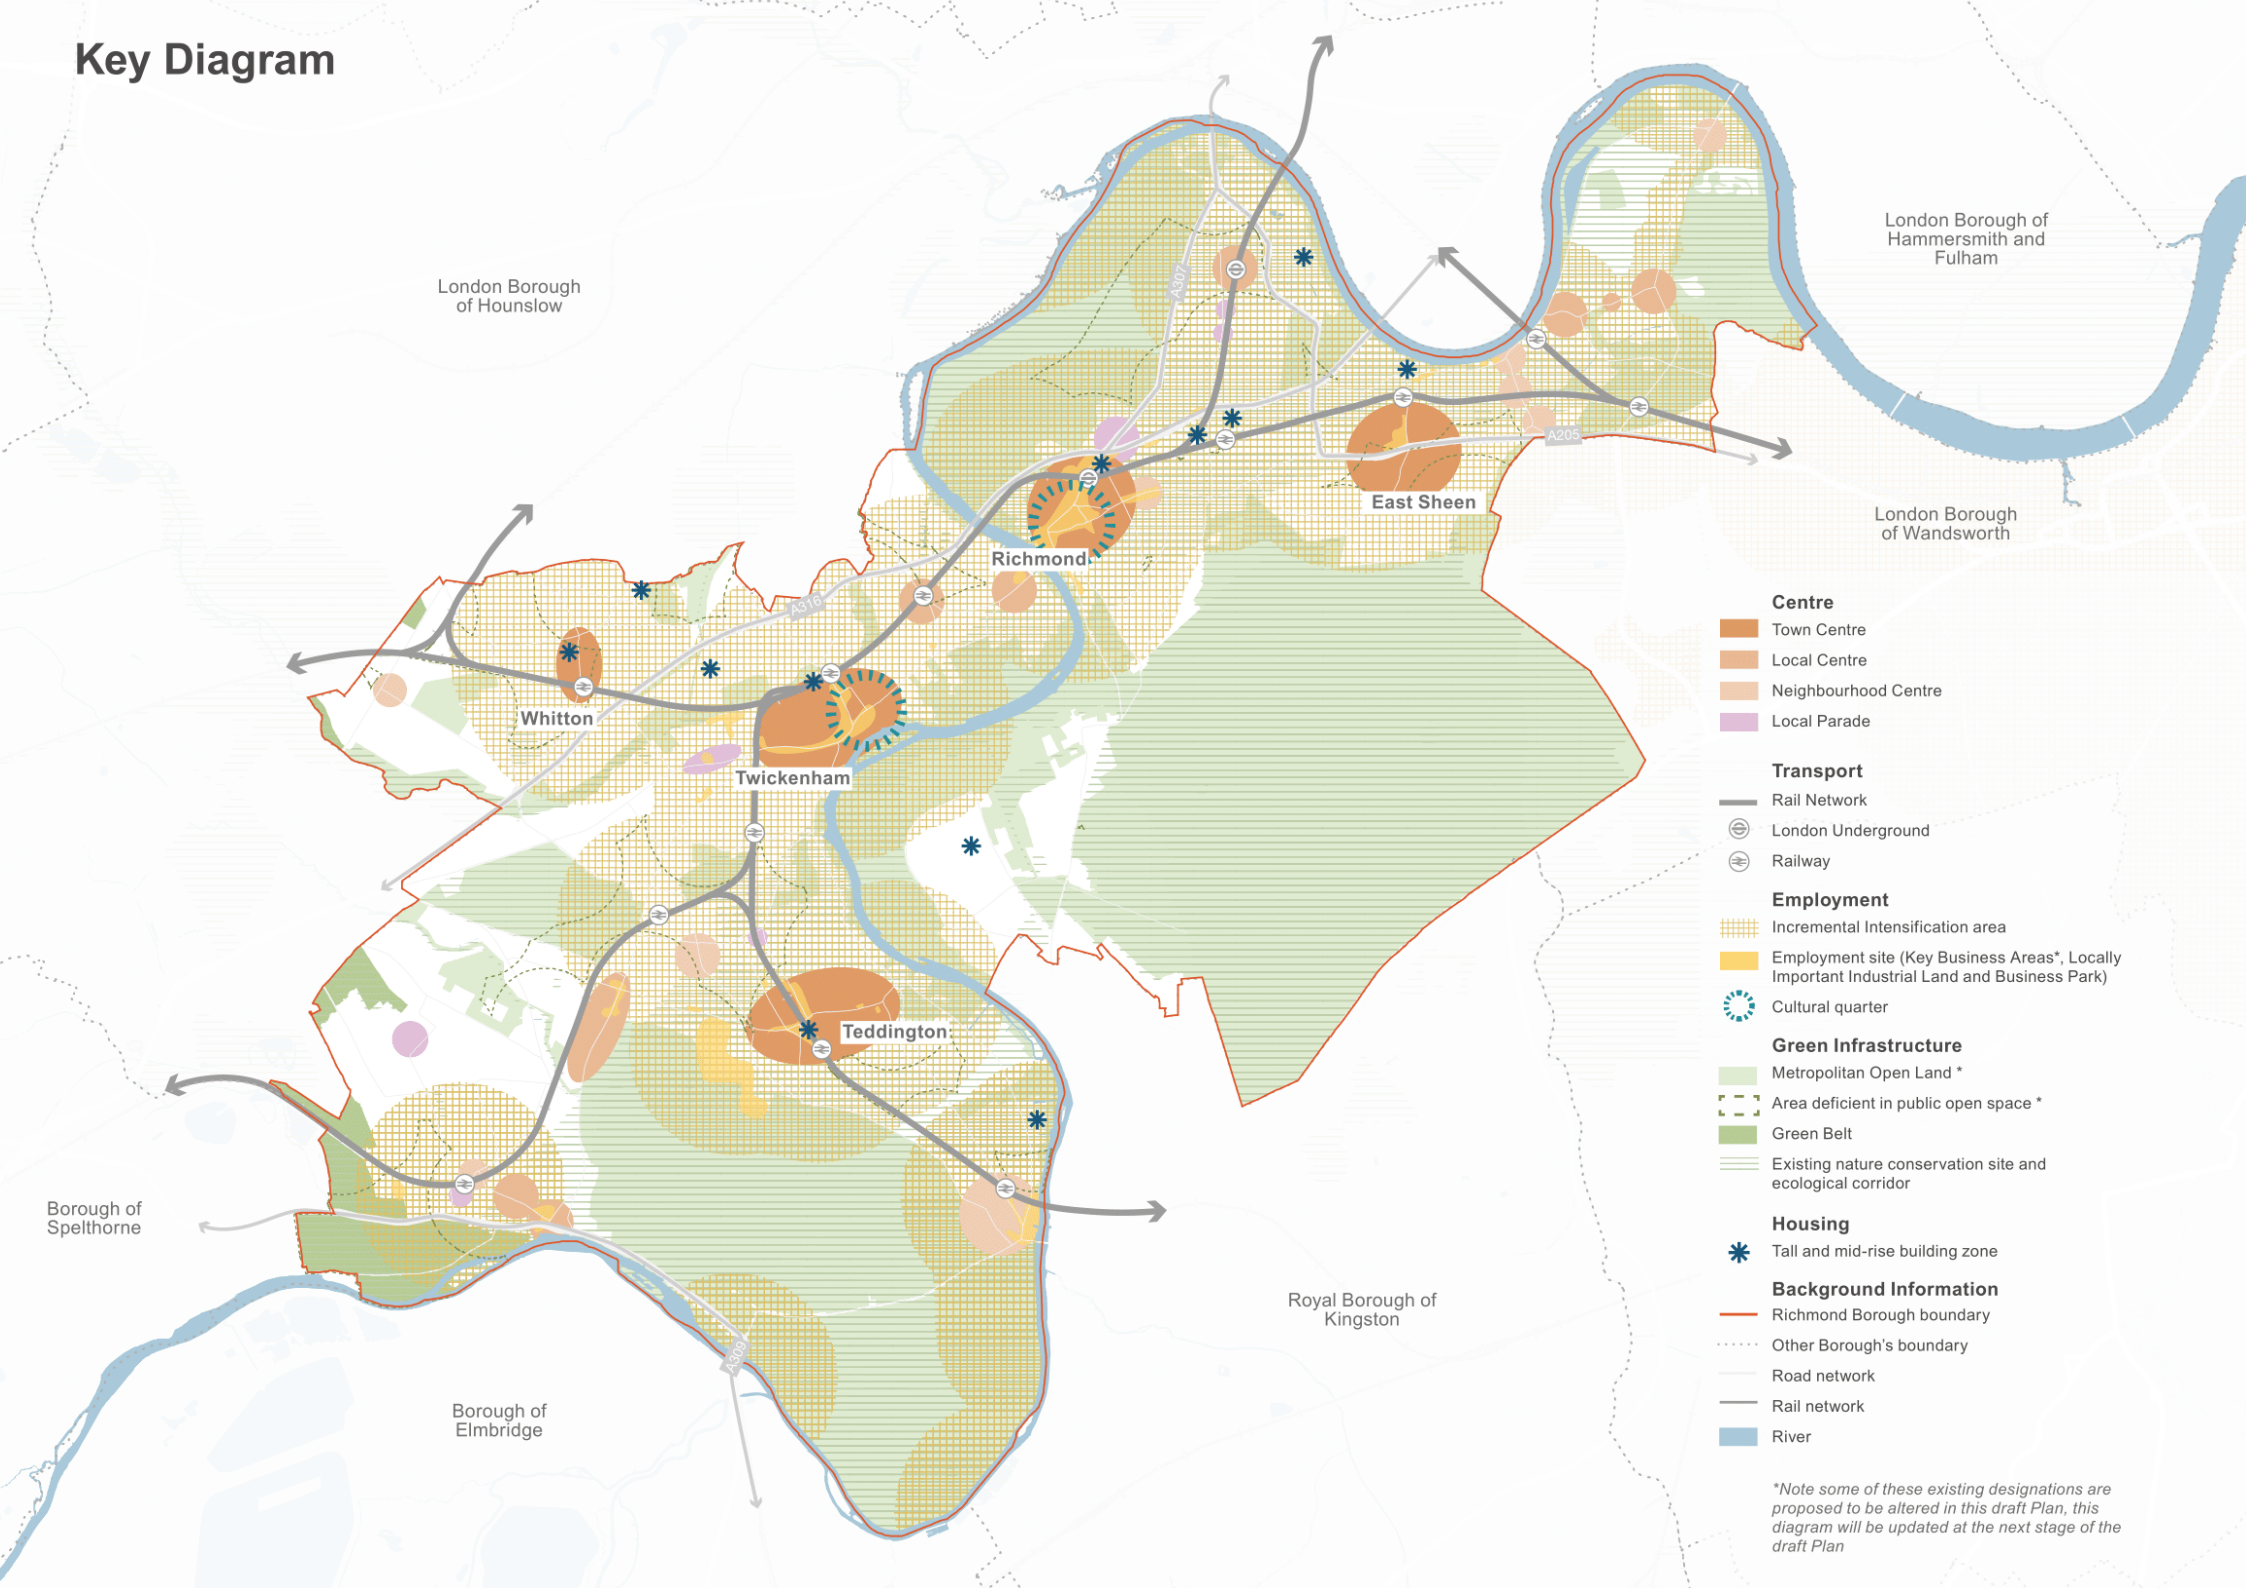 Key Diagram
London Borough
of Hounslow
London Borough of
Hammersmith and
Fulham
A307
A205
East Sheen
London Borough
of Wandsworth
Richmond
A316
Whitton
Twickenham
Teddington
Borough of
Spelthorne
Royal Borough of
Kingston
A309
Borough of
Elmbridge
Centre
Town Centre
Local Centre
Neighbourhood Centre
Local Parade
Transport
Rail Network
London Underground
Railway
Employment
Incremental Intensification area
Employment site (Key Business Areas*, Locally
Important Industrial Land and Business Park)
Cultural quarter
Green Infrastructure
Metropolitan Open Land *
Area deficient in public open space *
Green Belt
Existing nature conservation site and
ecological corridor
Housing
Tall and mid-rise building zone
Background Information
Richmond Borough boundary
Other Borough's boundary
Road network
Rail network
River
*Note some of these existing designations are
proposed to be altered in this draft Plan, this
diagram will be updated at the next stage of the
draft Plan